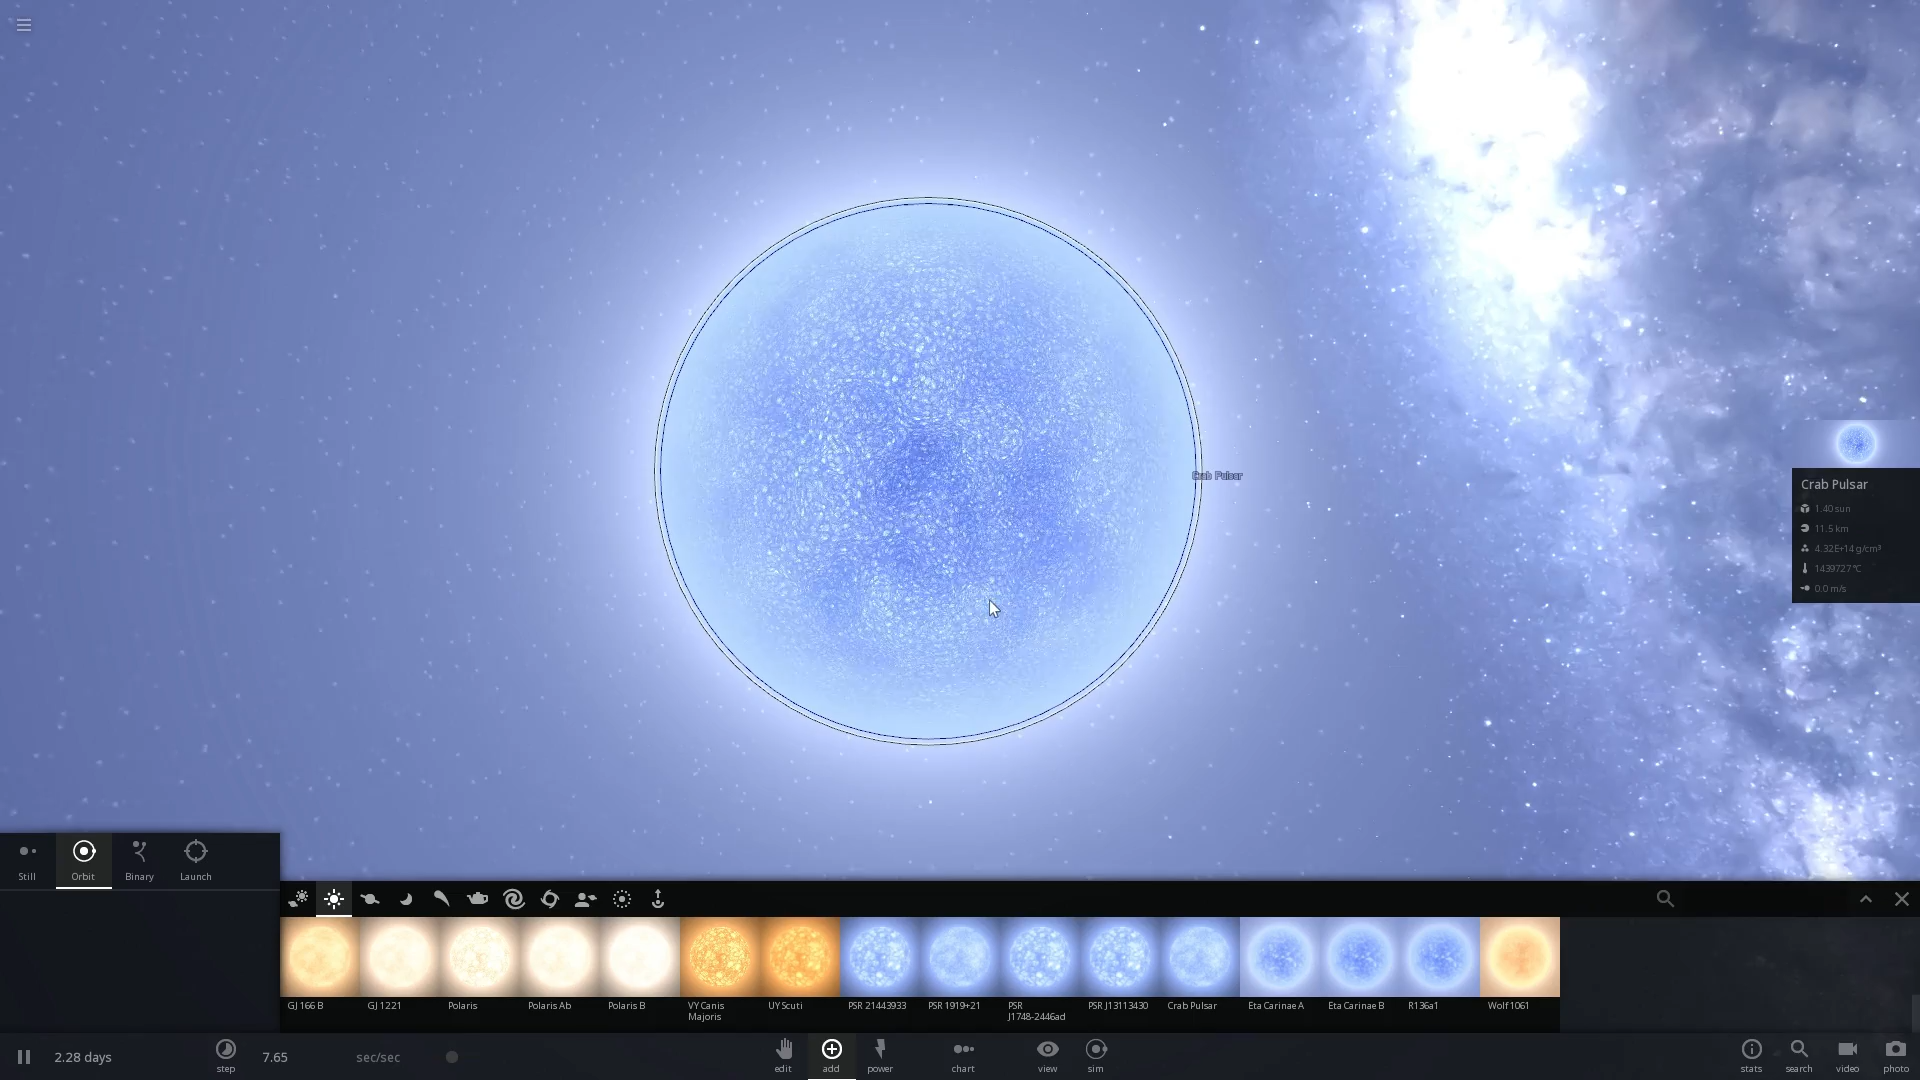 Crab Pulsar
Crab Pulsar
1.40 sun
11.5 km
4.32E+14 g/cm³
1439727 °C
0.0 m/s
Still
Orbit
Binary
Launch
GJ 166 B
GJ 1221
Polaris
Polaris Ab
Polaris B
VY Canis
Majoris
UY Scuti
PSR 21443933
PSR 1919+21
PSR
J1748-2446ad
PSR J13113430
Crab Pulsar
Eta Carinae A
Eta Carinae B
R136a1
Wolf 1061
2.28 days
step
7.65
sec/sec
edit
add
power
chart
view
sim
stats
search
video
photo